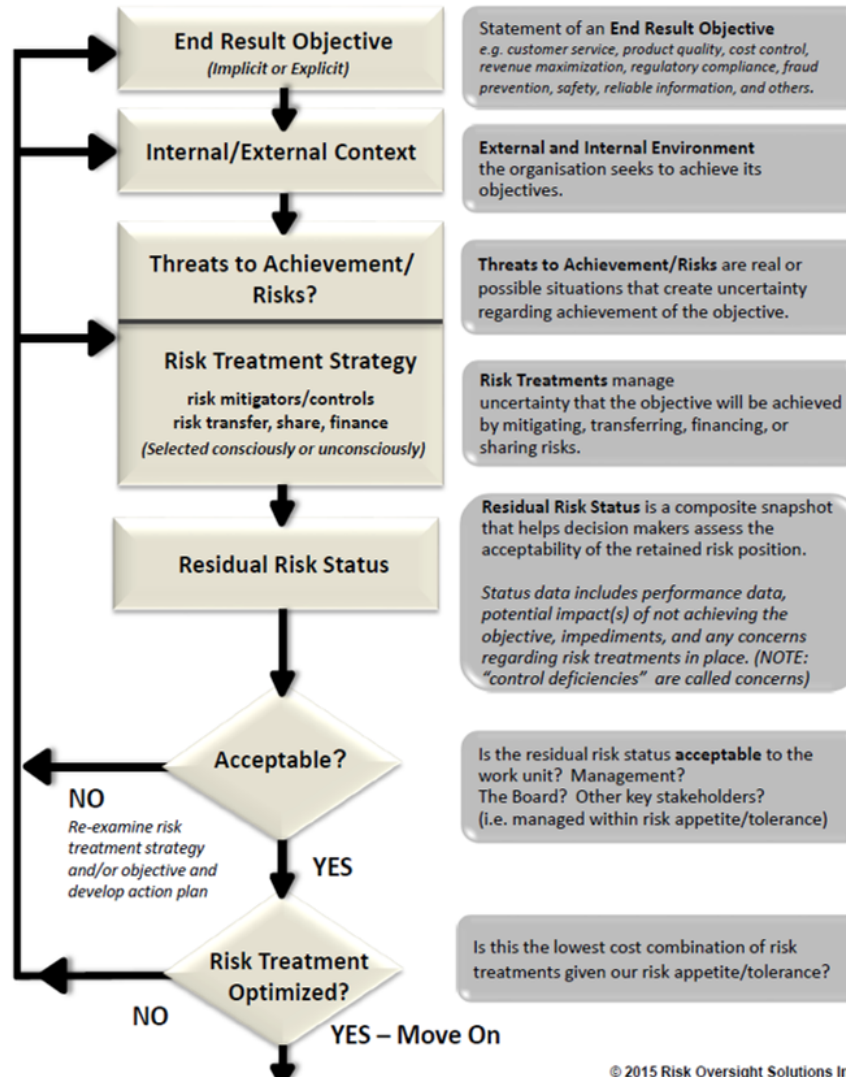 End Result Objective
(Implicit or Explicit)
Statement of an End Result Objective
e.g. customer service, product quality, cost control,
revenue maximization, regulatory compliance, fraud
prevention, safety, reliable information, and others.
Internal/External Context
External and Internal Environment
the organisation seeks to achieve its
objectives.
Threats to Achievement/
Risks?
Threats to Achievement/Risks are real or
possible situations that create uncertainty
regarding achievement of the objective.
Risk Treatment Strategy
risk mitigators/controls
risk transfer, share, finance
(Selected consciously or unconsciously)
Risk Treatments manage
uncertainty that the objective will be achieved
by mitigating, transferring, financing, or
sharing risks.
Residual Risk Status
Residual Risk Status is a composite snapshot
that helps decision makers assess the
acceptability of the retained risk position.
Status data includes performance data,
potential impact(s) of not achieving the
objective, impediments, and any concerns
regarding risk treatments in place. (NOTE:
“control deficiencies” are called concerns)
Acceptable?
NO
Re-examine risk
treatment strategy
and/or objective and
develop action plan
YES
Is the residual risk status acceptable to the
work unit? Management?
The Board? Other key stakeholders?
(i.e. managed within risk appetite/tolerance)
Risk Treatment
Optimized?
NO
YES – Move On
Is this the lowest cost combination of risk
treatments given our risk appetite/tolerance?
© 2015 Risk Oversight Solutions In